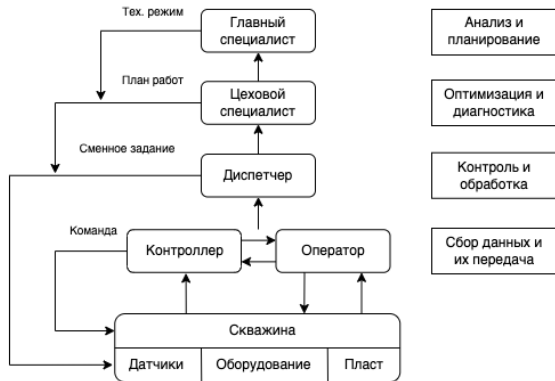 Тех. режим
Главный
специалист
Анализ и
планирование
План работ
Цеховой
специалист
Оптимизация и
диагностика
Сменное задание
Диспетчер
Контроль и
обработка
Команда
Контроллер
Оператор
Сбор данных и
их передача
Скважина
Датчики
Оборудование
Пласт